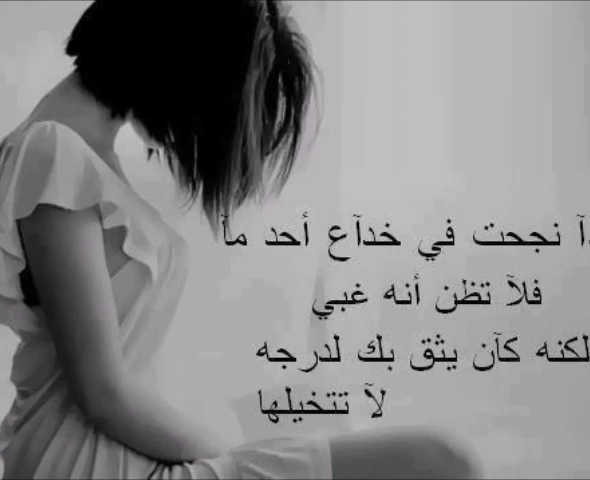 نجحت في خدآع أحد مآ
فلآ تظن أنه غبي
لكنه كآن يثق بك لدرجه
لآ تتخيلها